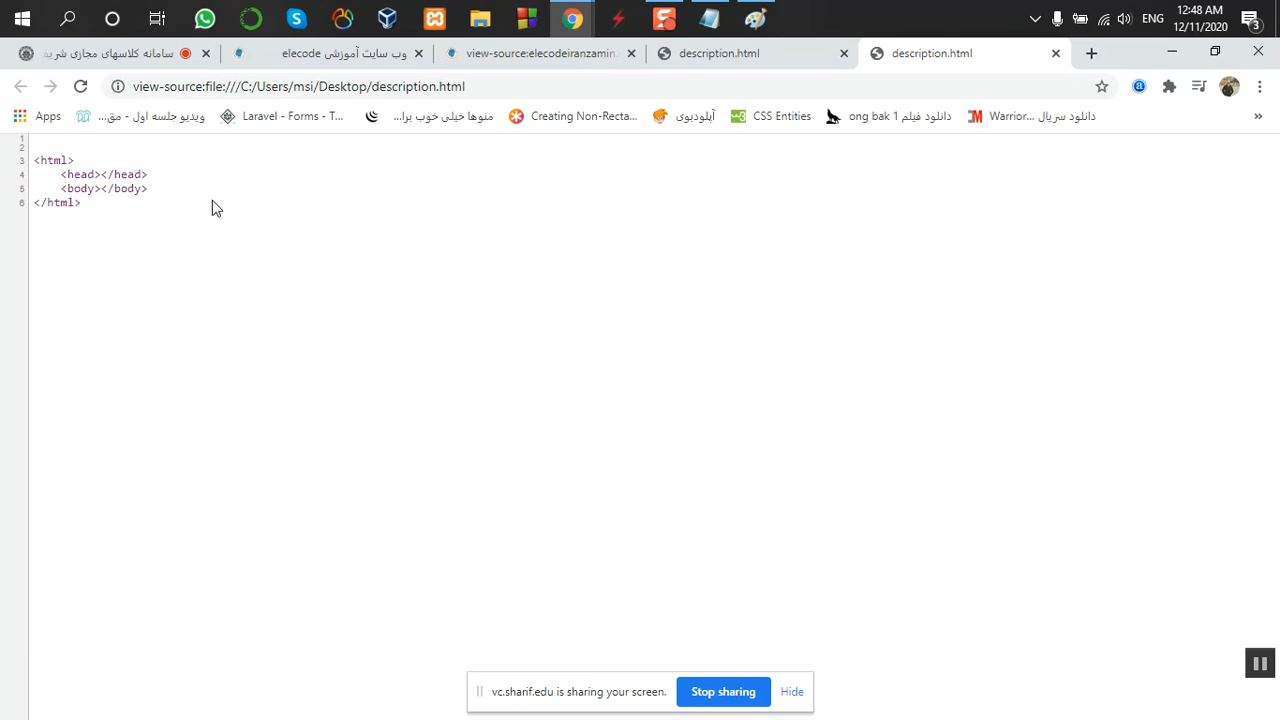 ENG
12:48 AM
12/11/2020
3
سامانه کلاسهای مجازی شریف
وب سایت آموزشی elecode
view-source:elecodeiranzamin.
description.html
description.html
view-source:file:///C:/Users/msi/Desktop/description.html
Apps
ویدیو جلسه اول - مق...
Laravel - Forms - T...
منوها خیلی خوب برا...
Creating Non-Recta...
آپلودبوی
CSS Entities
دانلود فیلم ong bak 1
دانلود سریال Warrior...
»
1
2
3 <html>
4 <head></head>
5 <body></body>
6 </html>
vc.sharif.edu is sharing your screen. Stop sharing Hide